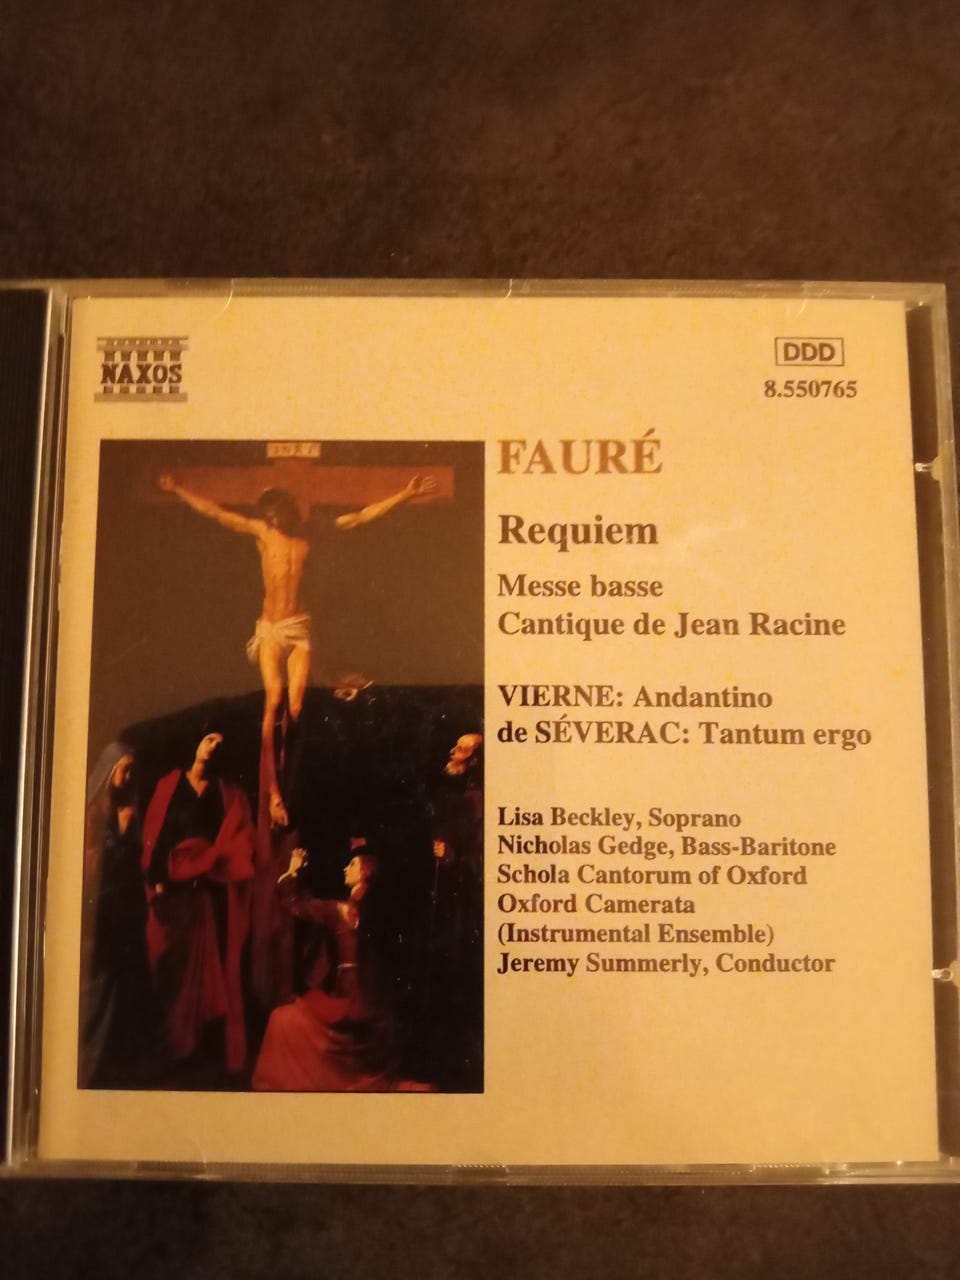 NAXOS
DDD
8.550765
INRI
FAURÉ
Requiem
Messe basse
Cantique de Jean Racine
VIERNE: Andantino
de SÉVERAC: Tantum ergo
Lisa Beckley, Soprano
Nicholas Gedge, Bass-Baritone
Schola Cantorum of Oxford
Oxford Camerata
(Instrumental Ensemble)
Jeremy Summerly, Conductor